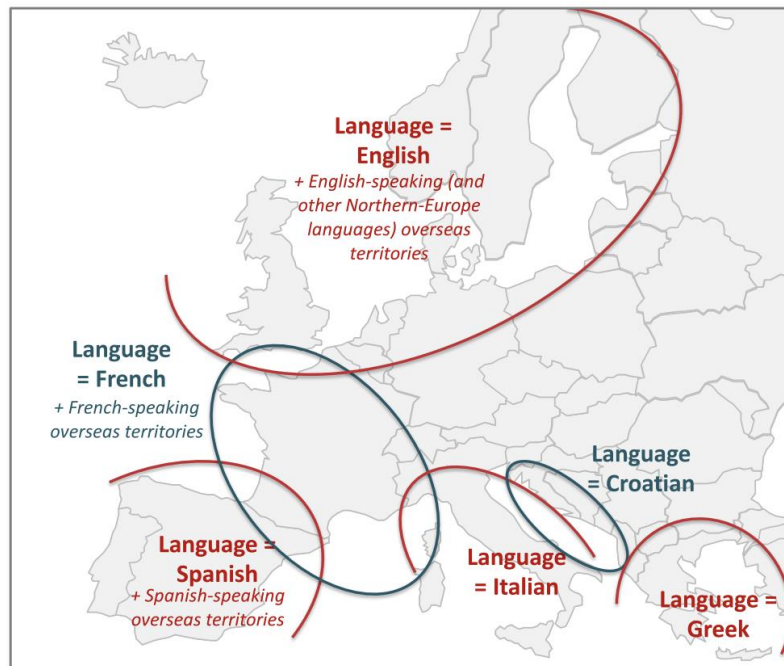 Language =
English
+ English-speaking (and
other Northern-Europe
languages) overseas
territories
Language
= French
+ French-speaking
overseas territories
Language
= Croatian
Language =
Spanish
+ Spanish-speaking
overseas territories
Language
= Italian
Language =
Greek